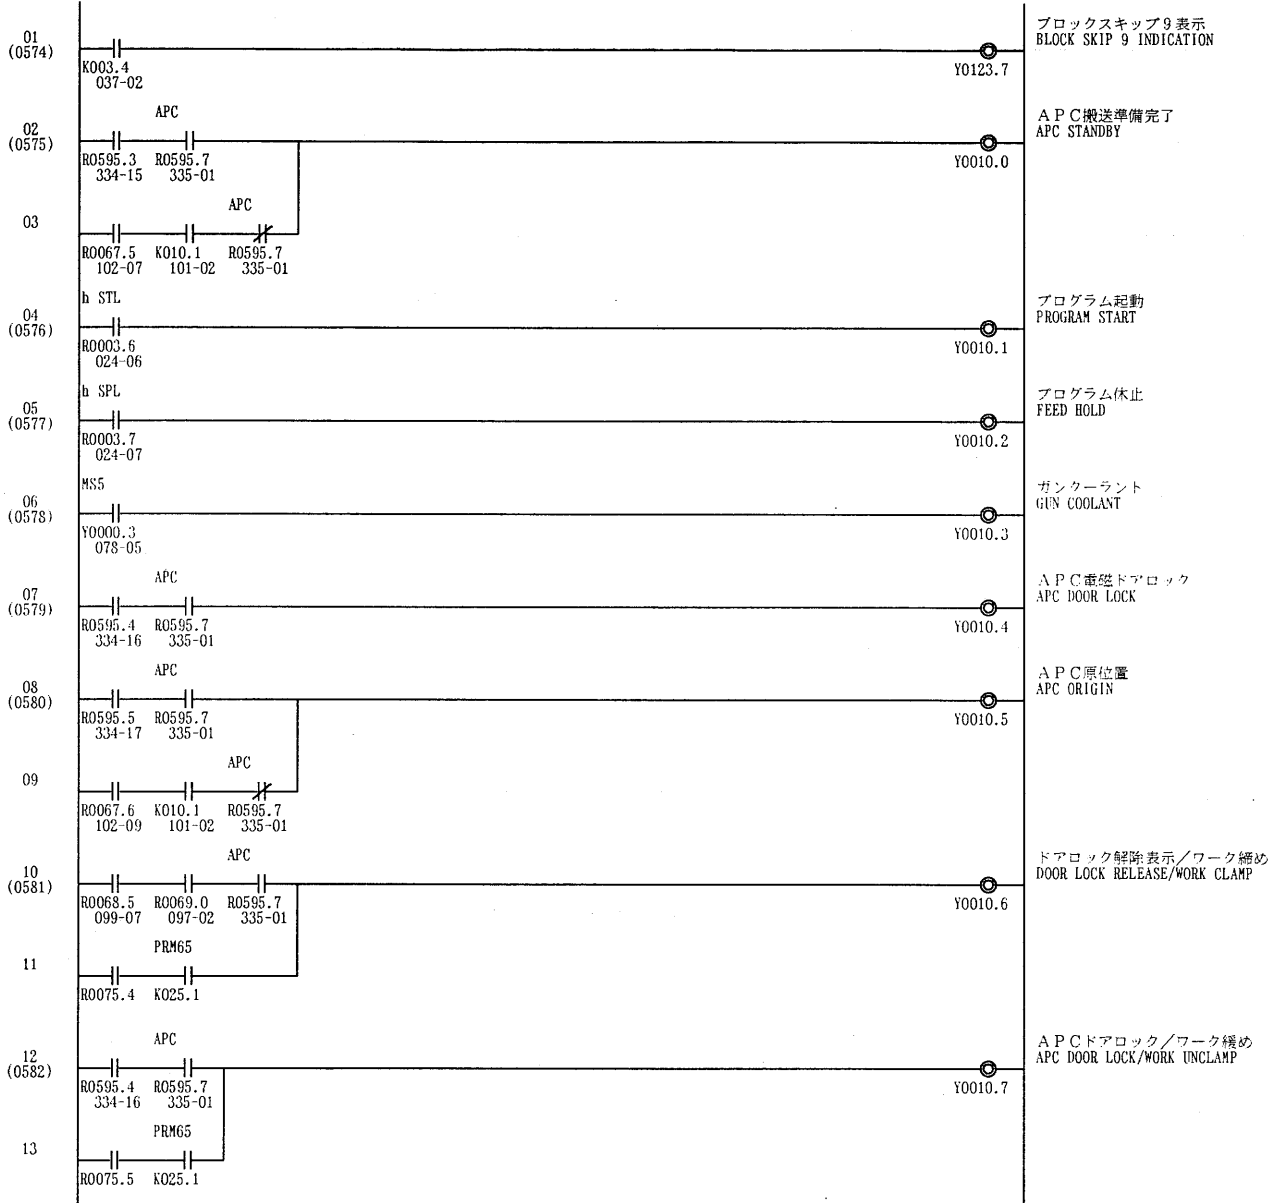 01
(0574)
K003.4
037-02
Y0123.7
ブロックスキップ9表示
BLOCK SKIP 9 INDICATION
APC
02
(0575)
R0595.3 R0595.7
334-15 335-01
Y0010.0
APC搬送準備完了
APC STANDBY
APC
03
R0067.5 K010.1 R0595.7
102-07 101-02 335-01
h STL
04
(0576)
R0003.6
024-06
Y0010.1
プログラム起動
PROGRAM START
h SPL
05
(0577)
R0003.7
024-07
Y0010.2
プログラム休止
FEED HOLD
MS5
06
(0578)
Y0000.3
078-05
Y0010.3
ガンクーラント
GUN COOLANT
APC
07
(0579)
R0595.4 R0595.7
334-16 335-01
Y0010.4
APC電磁ドアロック
APC DOOR LOCK
APC
08
(0580)
R0595.5 R0595.7
334-17 335-01
Y0010.5
APC原位置
APC ORIGIN
APC
09
R0067.6 K010.1 R0595.7
102-09 101-02 335-01
APC
10
(0581)
R0068.5 R0069.0 R0595.7
099-07 097-02 335-01
Y0010.6
ドアロック解除表示/ワーク締め
DOOR LOCK RELEASE/WORK CLAMP
PRM65
11
R0075.4 K025.1
APC
12
(0582)
R0595.4 R0595.7
334-16 335-01
Y0010.7
APCドアロック/ワーク緩め
APC DOOR LOCK/WORK UNCLAMP
PRM65
13
R0075.5 K025.1